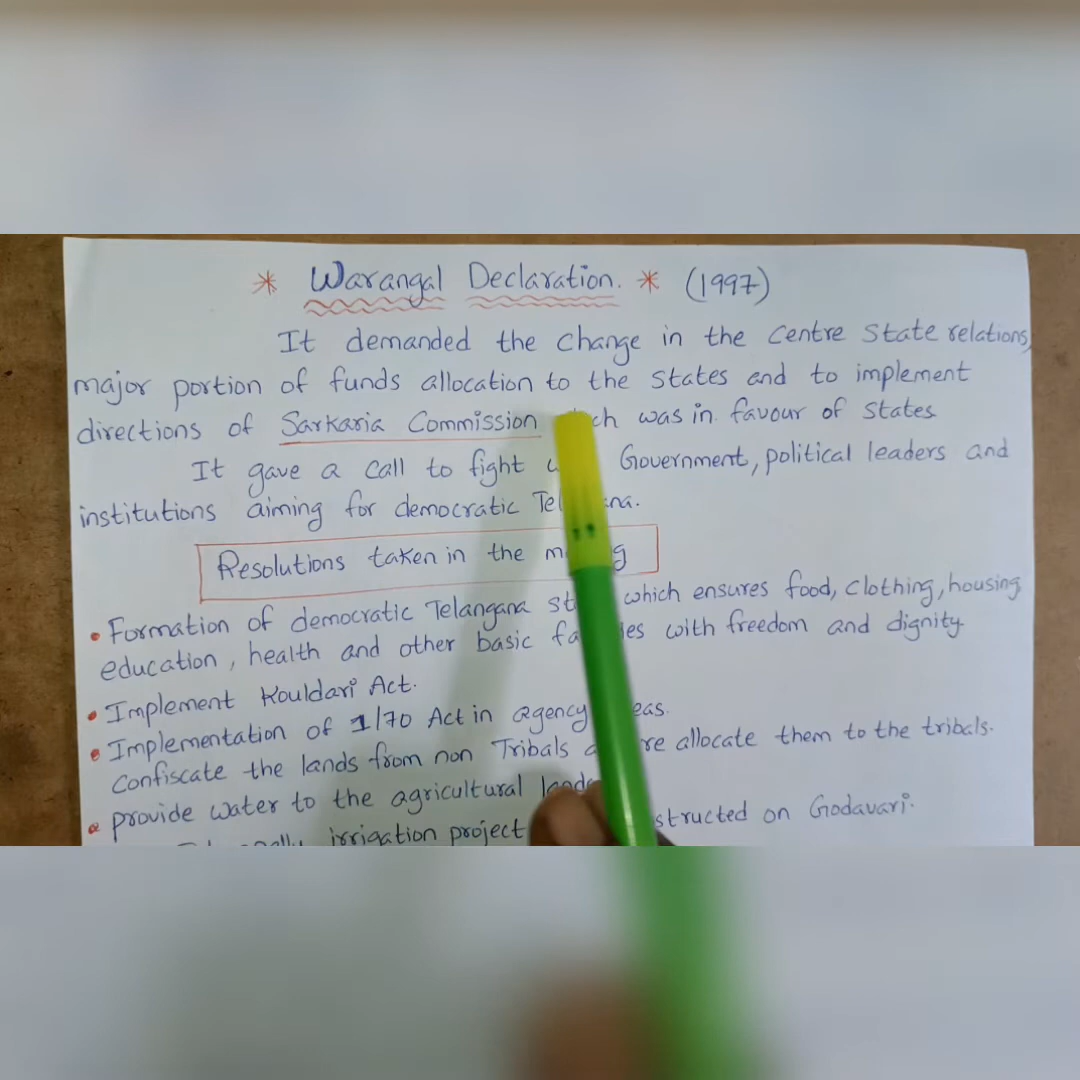 * Warangal Declaration. * (1997)
It demanded the change in the Centre State relations,
major portion of funds allocation to the states and to implement
directions of Sarkaria Commission was in favour of states
It gave a call to fight Government, political leaders and
institutions aiming for democratic
Resolutions taken in the
• Formation of democratic Telangana which ensures food, clothing, housing
education, health and other basic with freedom and dignity.
• Implement Kouldari Act.
• Implementation of 1/70 Act in agency
Confiscate the lands from non Tribals allocate them to the tribals.
• provide water to the agricultural
irrigation project on Godavari.